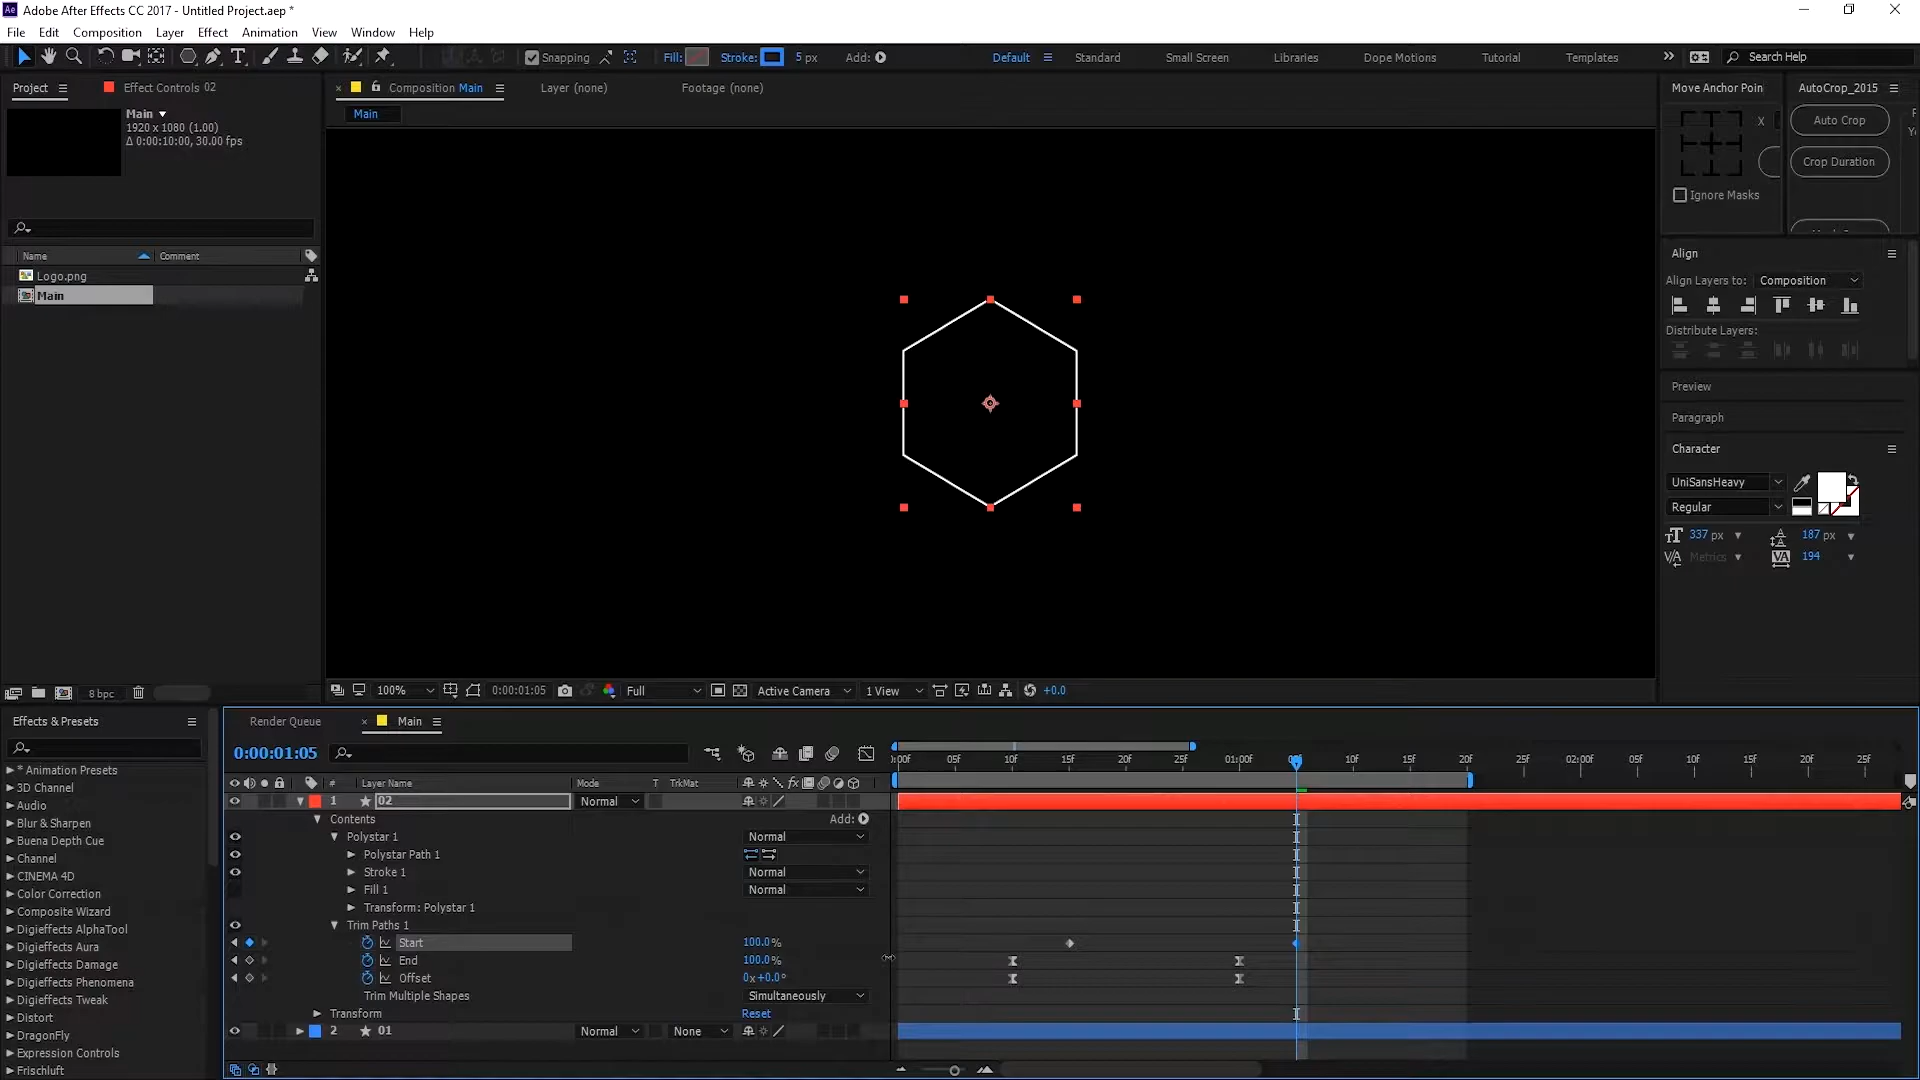 Adobe After Effects CC 2017 - Untitled Project.aep *
File Edit Composition Layer Effect Animation View Window Help
Snapping Fill: Stroke: 5 px Add: Default Standard Small Screen Libraries Dope Motions Tutorial Templates Search Help
Project Effect Controls 02 Composition Main Layer (none) Footage (none) Move Anchor Poin AutoCrop_2015
Main
1920 x 1080 (1.00)
Δ 0:00:10:00, 30.00 fps
Main
X Auto Crop
Crop Duration
Ignore Masks
Name Comment
Logo.png
Main
Align
Align Layers to: Composition
Distribute Layers:
Preview
Paragraph
Character
UniSansHeavy
Regular
337 px 187 px
Metrics 194
8 bpc 100% 0:00:01:05 Full Active Camera 1 View +0.0
Effects & Presets Render Queue Main
0:00:01:05
05F 10F 15F 20F 25F 01:00F 10F 15F 20F 25F 02:00F 05F 10F 15F 20F 25F
# Layer Name Mode T TrkMat
* Animation Presets
3D Channel
Audio
Blur & Sharpen
Buena Depth Cue
Channel
CINEMA 4D
Color Correction
Composite Wizard
Digieffects AlphaTool
Digieffects Aura
Digieffects Damage
Digieffects Phenomena
Digieffects Tweak
Distort
DragonFly
Expression Controls
Frischluft
1 02 Normal
Contents Add:
Polystar 1 Normal
Polystar Path 1
Stroke 1 Normal
Fill 1 Normal
Transform: Polystar 1
Trim Paths 1
Start 100.0%
End 100.0%
Offset 0x+0.0°
Trim Multiple Shapes Simultaneously
Transform Reset
2 01 Normal None